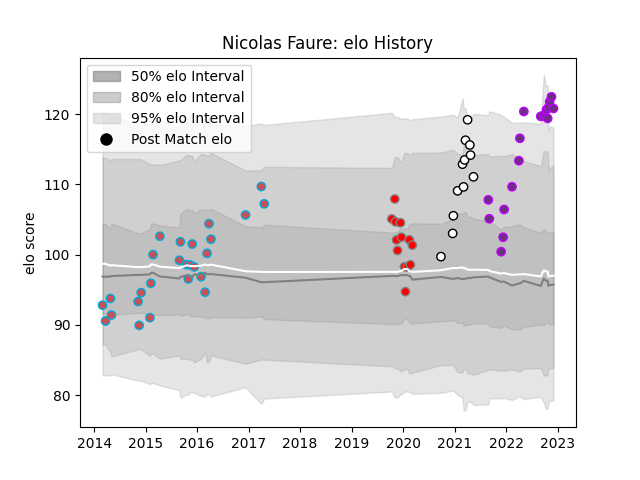 Nicolas Faure: elo History
50% elo Interval
80% elo Interval
95% elo Interval
Post Match elo
elo score
120
110
100
90
80
2014 2015 2016 2017 2018 2019 2020 2021 2022 2023